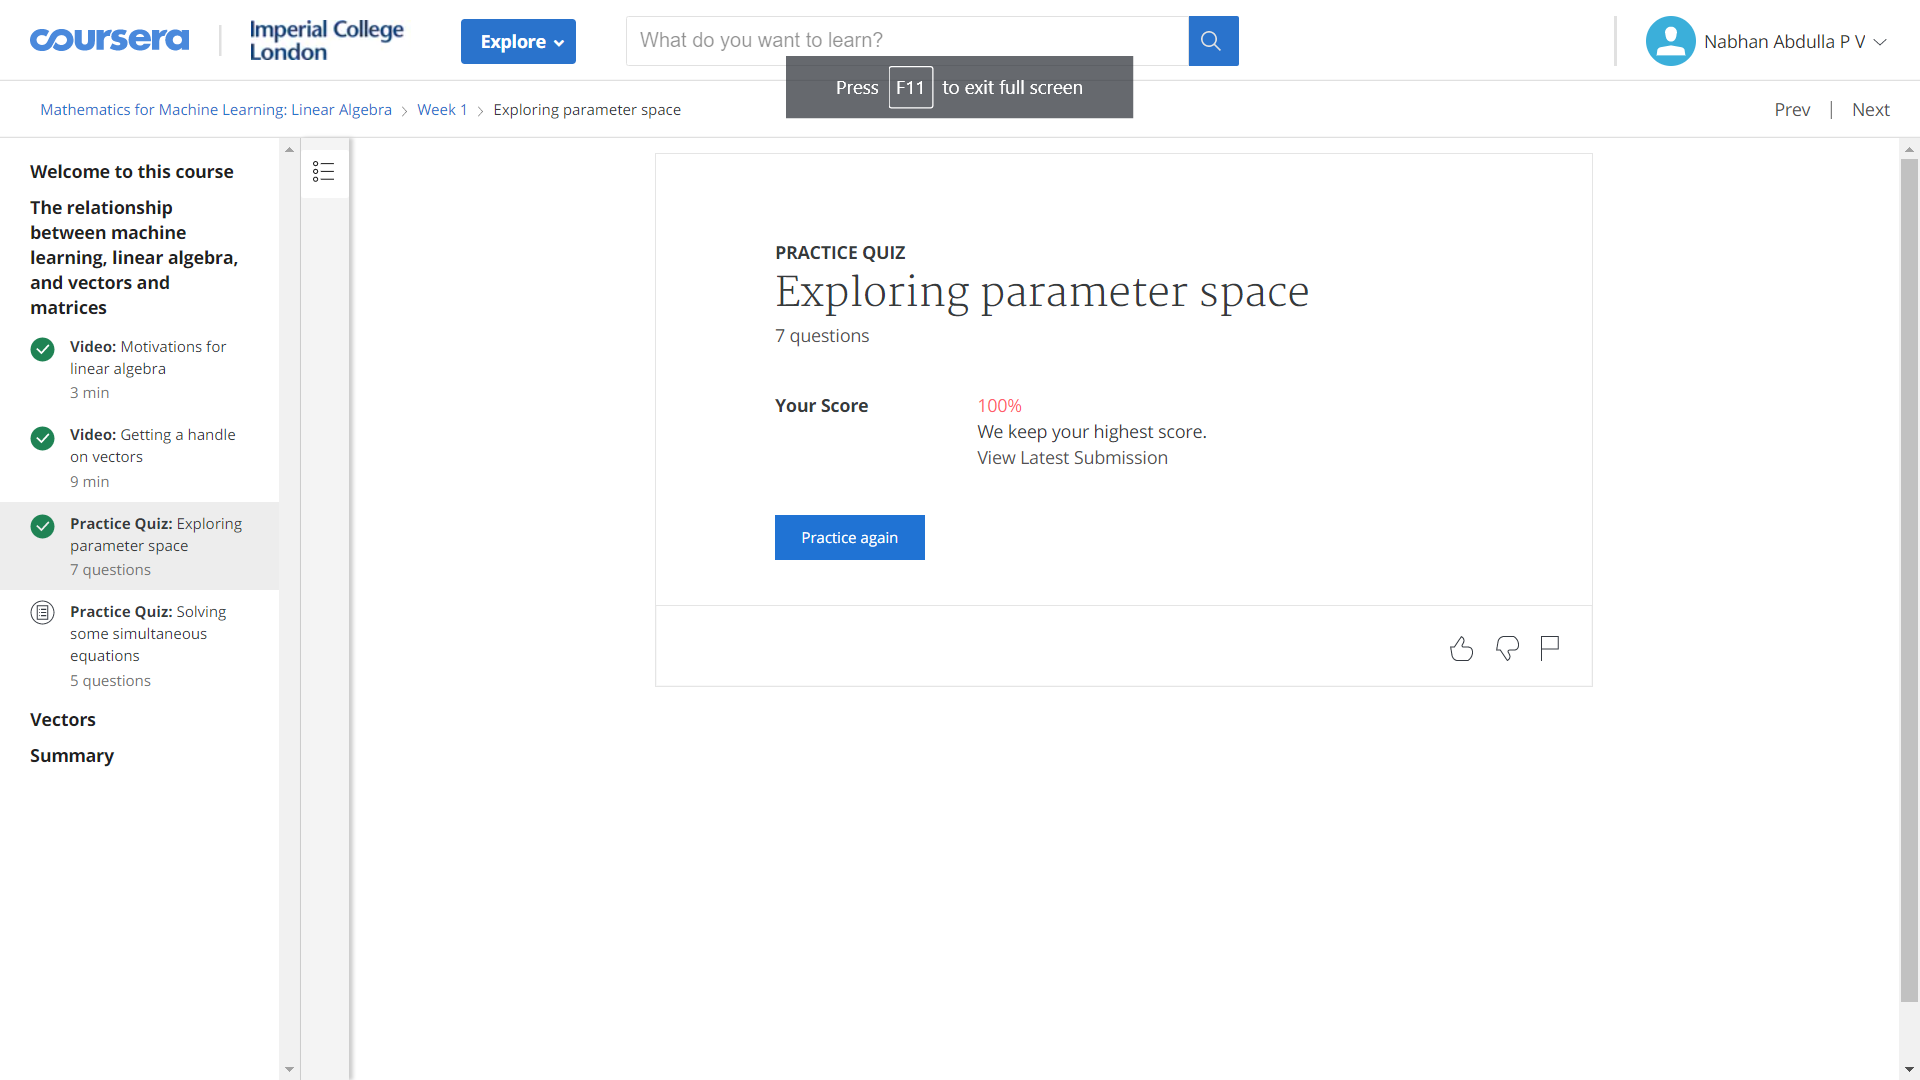 coursera
Imperial College
London
Explore
What do you want to learn?
Nabhan Abdulla P V
Press F11 to exit full screen
Mathematics for Machine Learning: Linear Algebra > Week 1 > Exploring parameter space
Prev | Next
Welcome to this course
The relationship
between machine
learning, linear algebra,
and vectors and
matrices
Video: Motivations for
linear algebra
3 min
Video: Getting a handle
on vectors
9 min
Practice Quiz: Exploring
parameter space
7 questions
Practice Quiz: Solving
some simultaneous
equations
5 questions
Vectors
Summary
PRACTICE QUIZ
Exploring parameter space
7 questions
Your Score
100%
We keep your highest score.
View Latest Submission
Practice again